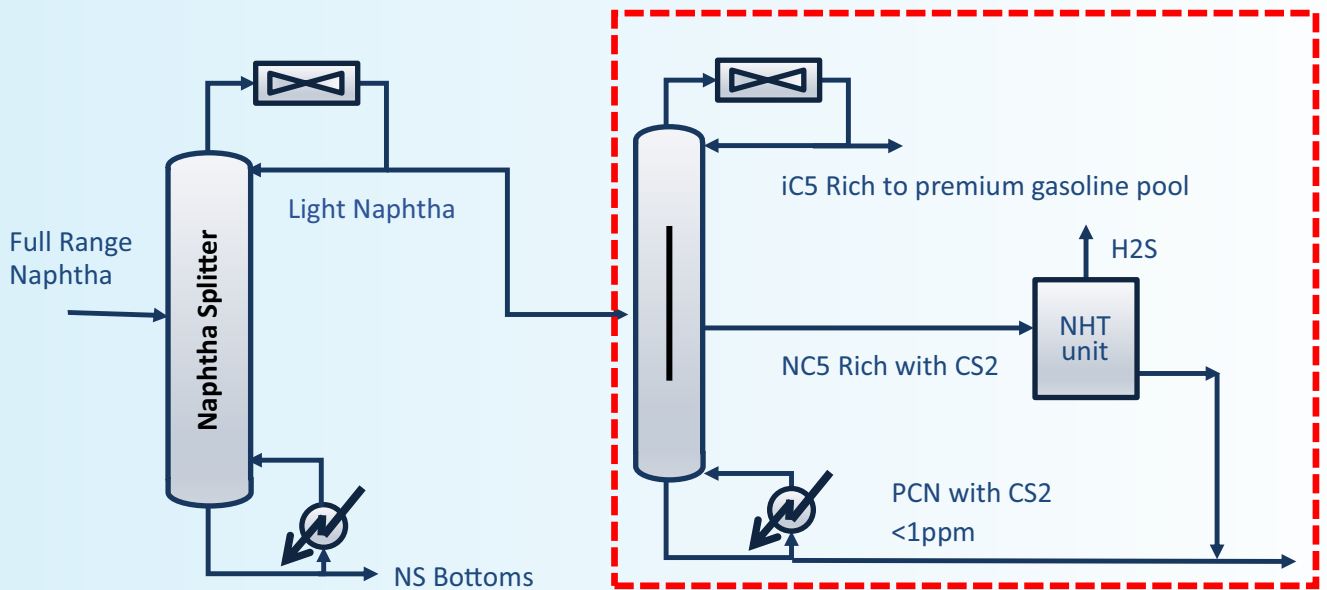 Full Range
Naphtha
Naphtha Splitter
Light Naphtha
NS Bottoms
iC5 Rich to premium gasoline pool
H2S
NHT
unit
NC5 Rich with CS2
PCN with CS2
<1ppm